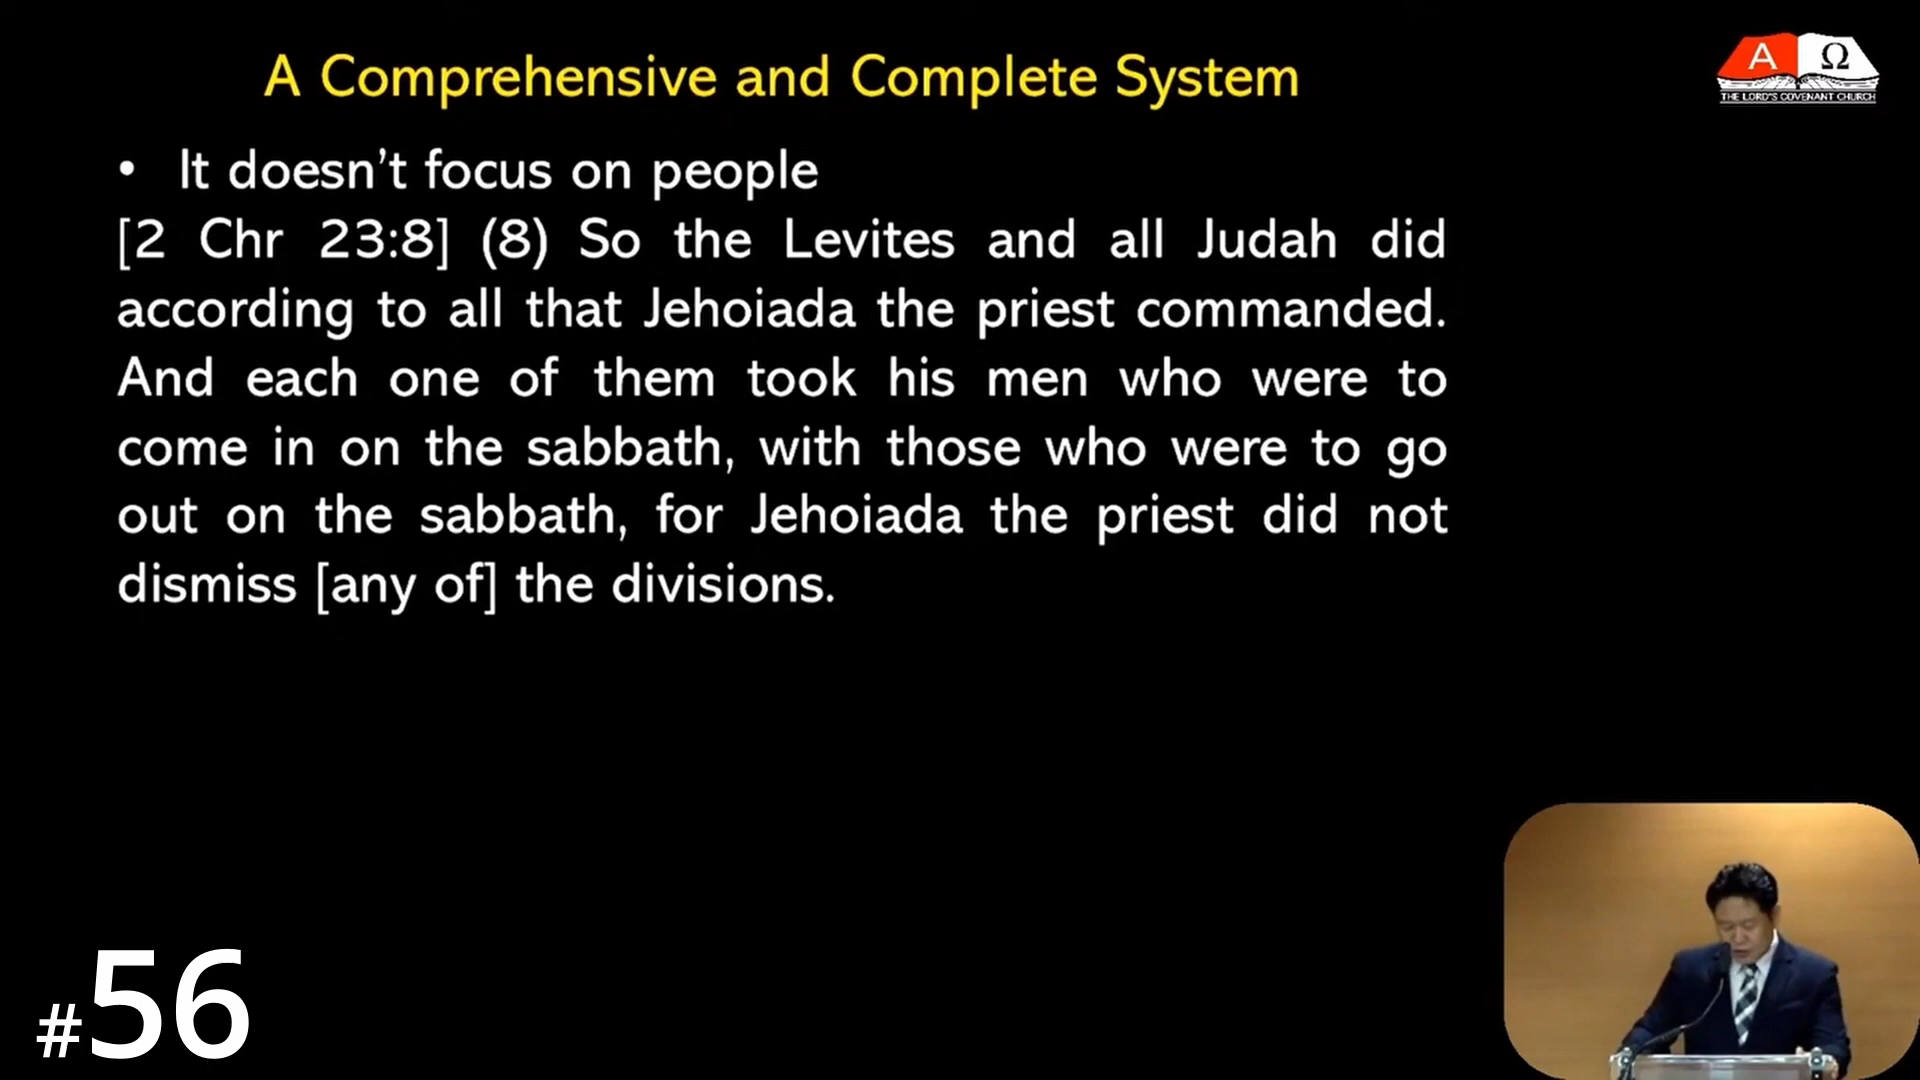 A Comprehensive and Complete System
A Ω
THE LORD'S COVENANT CHURCH
• It doesn't focus on people
[2 Chr 23:8] (8) So the Levites and all Judah did
according to all that Jehoiada the priest commanded.
And each one of them took his men who were to
come in on the sabbath, with those who were to go
out on the sabbath, for Jehoiada the priest did not
dismiss [any of] the divisions.
#56